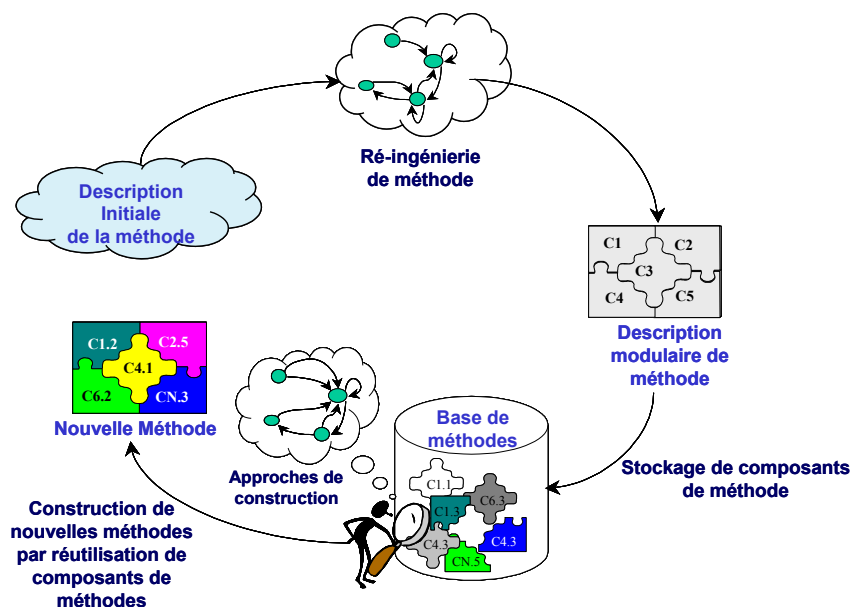 Ré-ingénierie
de méthode
Description
Initiale
de la méthode
C1
C2
C3
C4
C5
Description
modulaire de
méthode
C1.2
C2.5
C4.1
C6.2
CN.3
Nouvelle Méthode
Base de
méthodes
Approches de
construction
C1.1
C6.3
C1.3
C4.3
C4.3
CN.5
Stockage de composants
de méthode
Construction de
nouvelles méthodes
par réutilisation de
composants de
méthodes